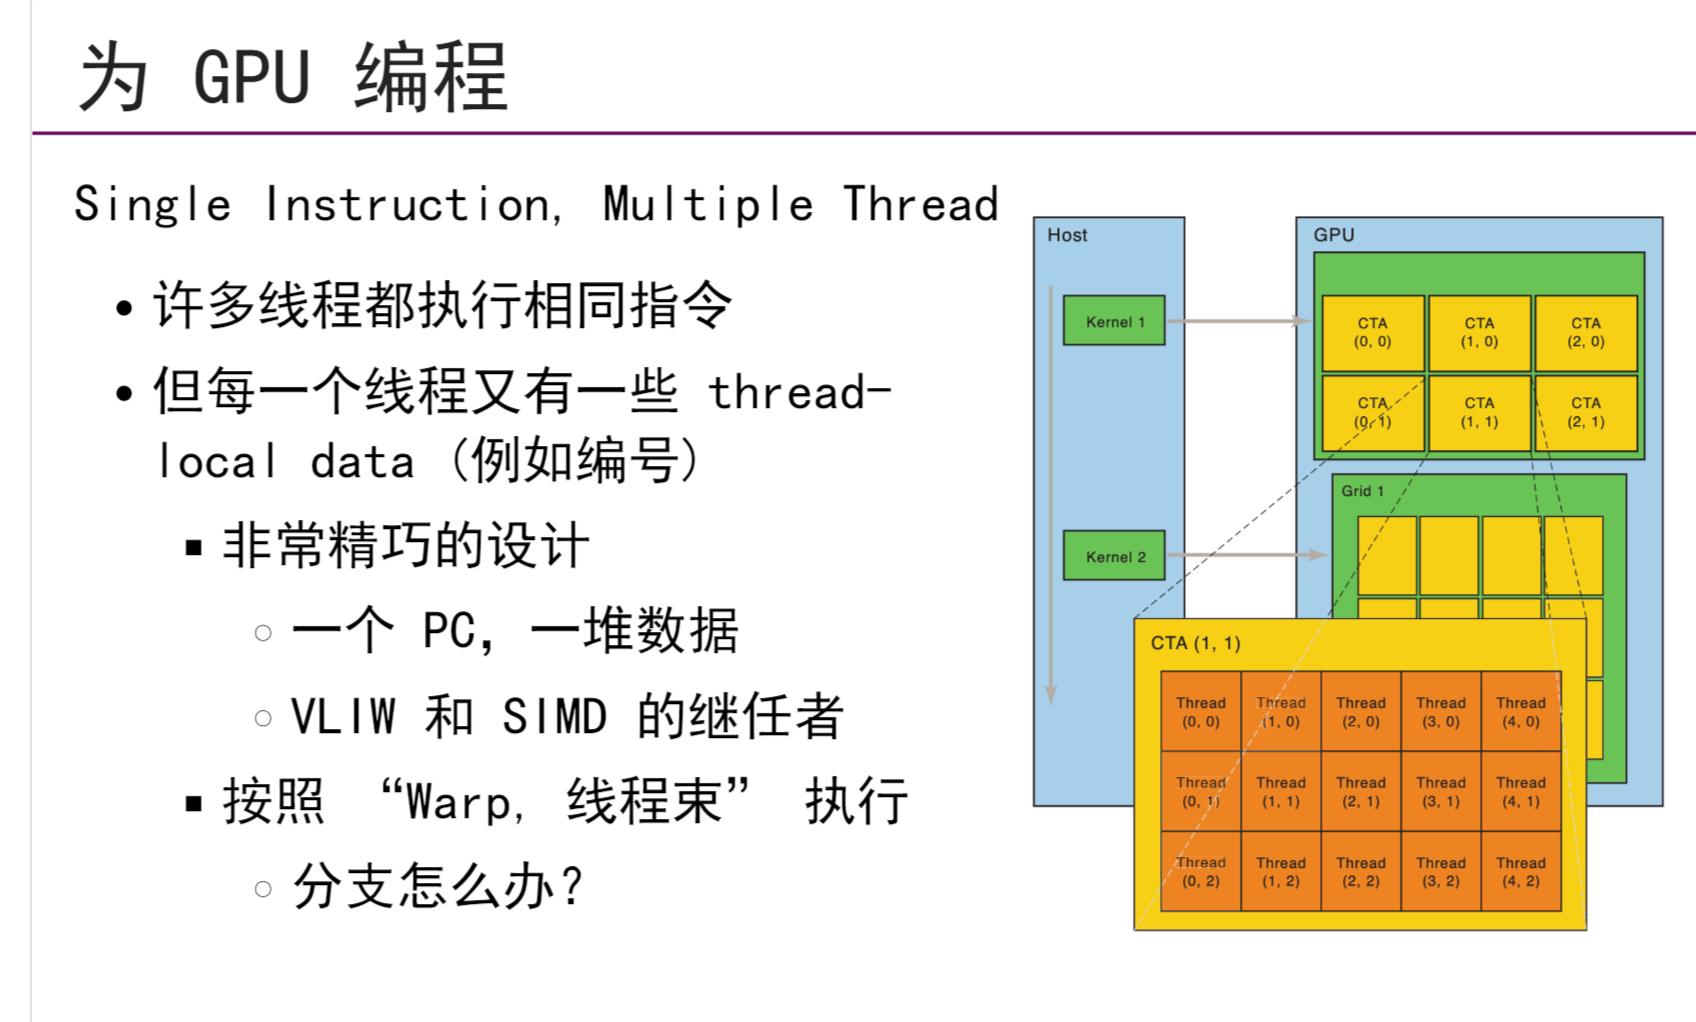 为 GPU 编程
Single Instruction, Multiple Thread
• 许多线程都执行相同指令
• 但每一个线程又有一些 thread-
local data (例如编号)
▪ 非常精巧的设计
○ 一个 PC, 一堆数据
○ VLIW 和 SIMD 的继任者
▪ 按照 “Warp, 线程束” 执行
○ 分支怎么办?
Host
Kernel 1
Kernel 2
GPU
CTA CTA CTA
(0, 0) (1, 0) (2, 0)
CTA CTA CTA
(0, 1) (1, 1) (2, 1)
Grid 1
CTA (1, 1)
Thread Thread Thread Thread Thread
(0, 0) (1, 0) (2, 0) (3, 0) (4, 0)
Thread Thread Thread Thread Thread
(0, 1) (1, 1) (2, 1) (3, 1) (4, 1)
Thread Thread Thread Thread Thread
(0, 2) (1, 2) (2, 2) (3, 2) (4, 2)